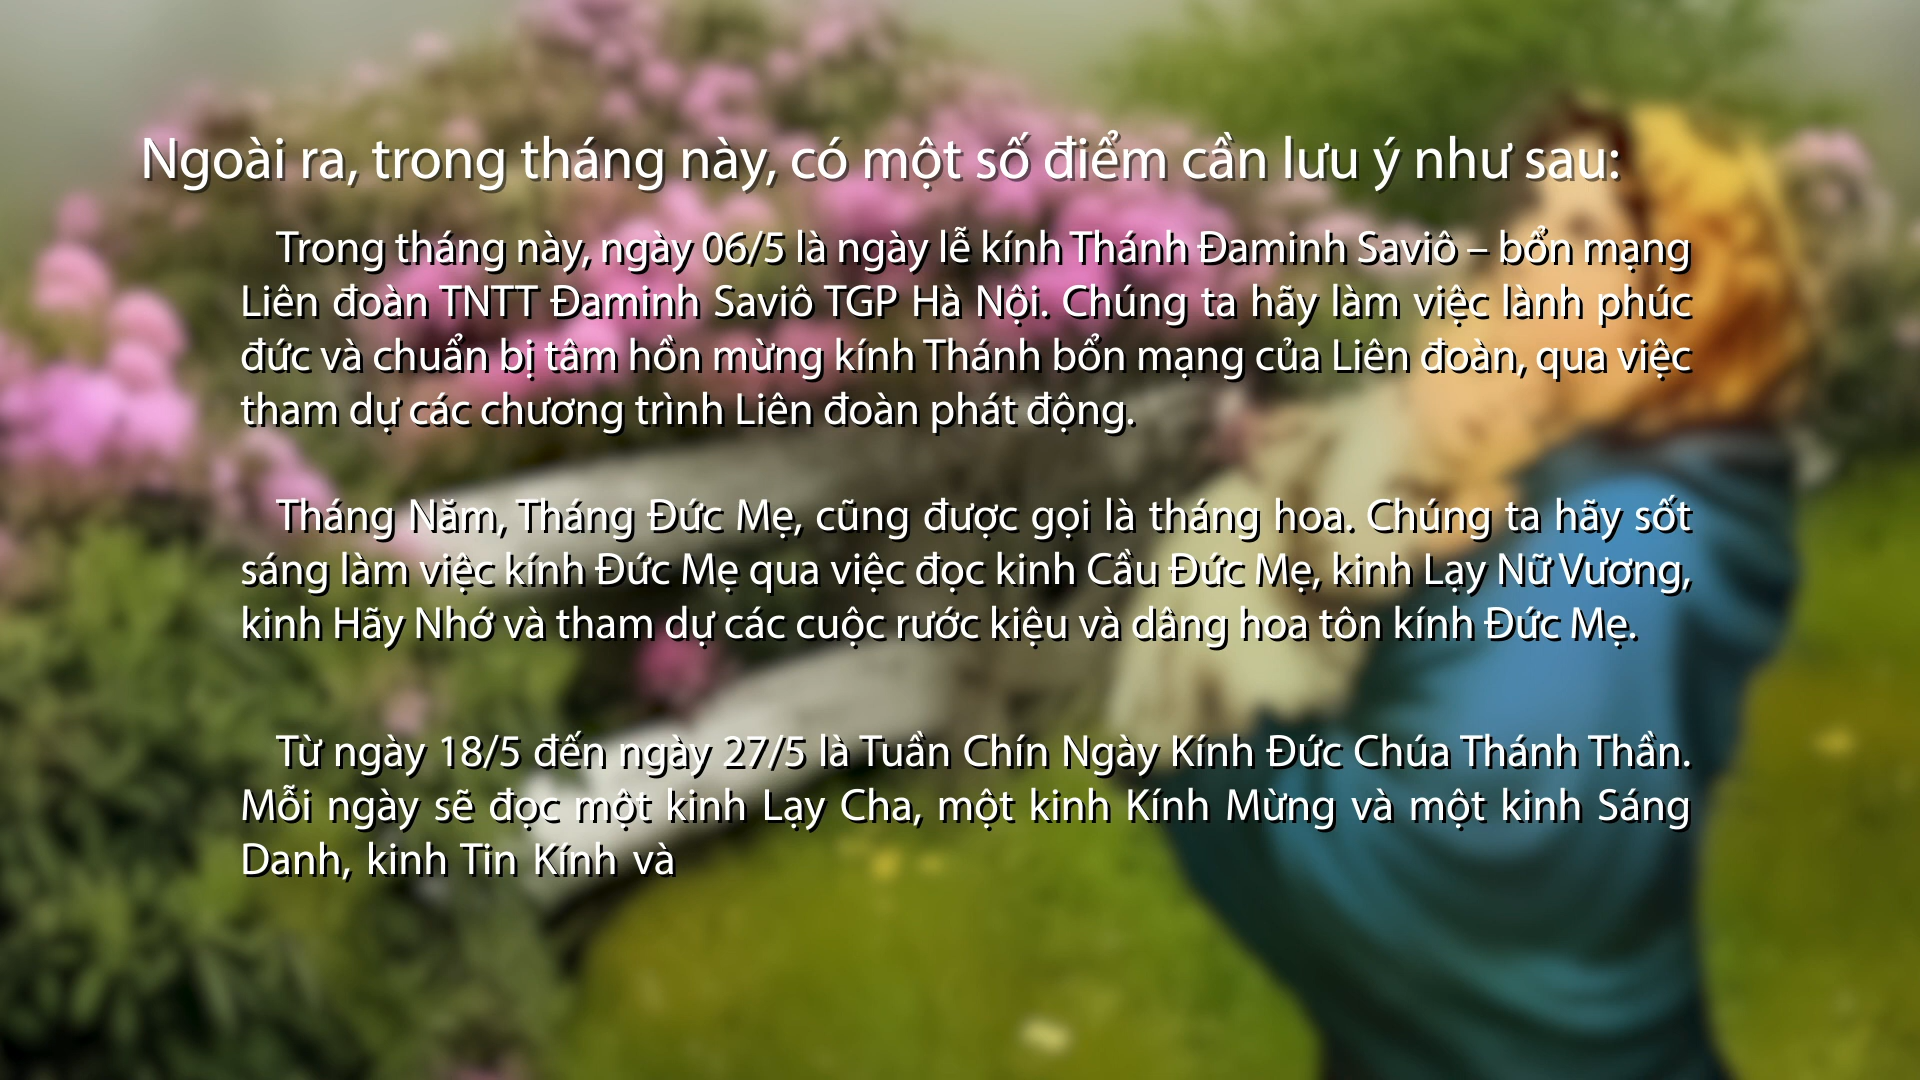 Ngoài ra, trong tháng này, có một số điểm cần lưu ý như sau:
Trong tháng này, ngày 06/5 là ngày lễ kính Thánh Đaminh Saviô – bổn mạng
Liên đoàn TNTT Đaminh Saviô TGP Hà Nội. Chúng ta hãy làm việc lành phúc
đức và chuẩn bị tâm hồn mừng kính Thánh bổn mạng của Liên đoàn, qua việc
tham dự các chương trình Liên đoàn phát động.
Tháng Năm, Tháng Đức Mẹ, cũng được gọi là tháng hoa. Chúng ta hãy sốt
sáng làm việc kính Đức Mẹ qua việc đọc kinh Cầu Đức Mẹ, kinh Lạy Nữ Vương,
kinh Hãy Nhớ và tham dự các cuộc rước kiệu và dâng hoa tôn kính Đức Mẹ.
Từ ngày 18/5 đến ngày 27/5 là Tuần Chín Ngày Kính Đức Chúa Thánh Thần.
Mỗi ngày sẽ đọc một kinh Lạy Cha, một kinh Kính Mừng và một kinh Sáng
Danh, kinh Tin Kính và